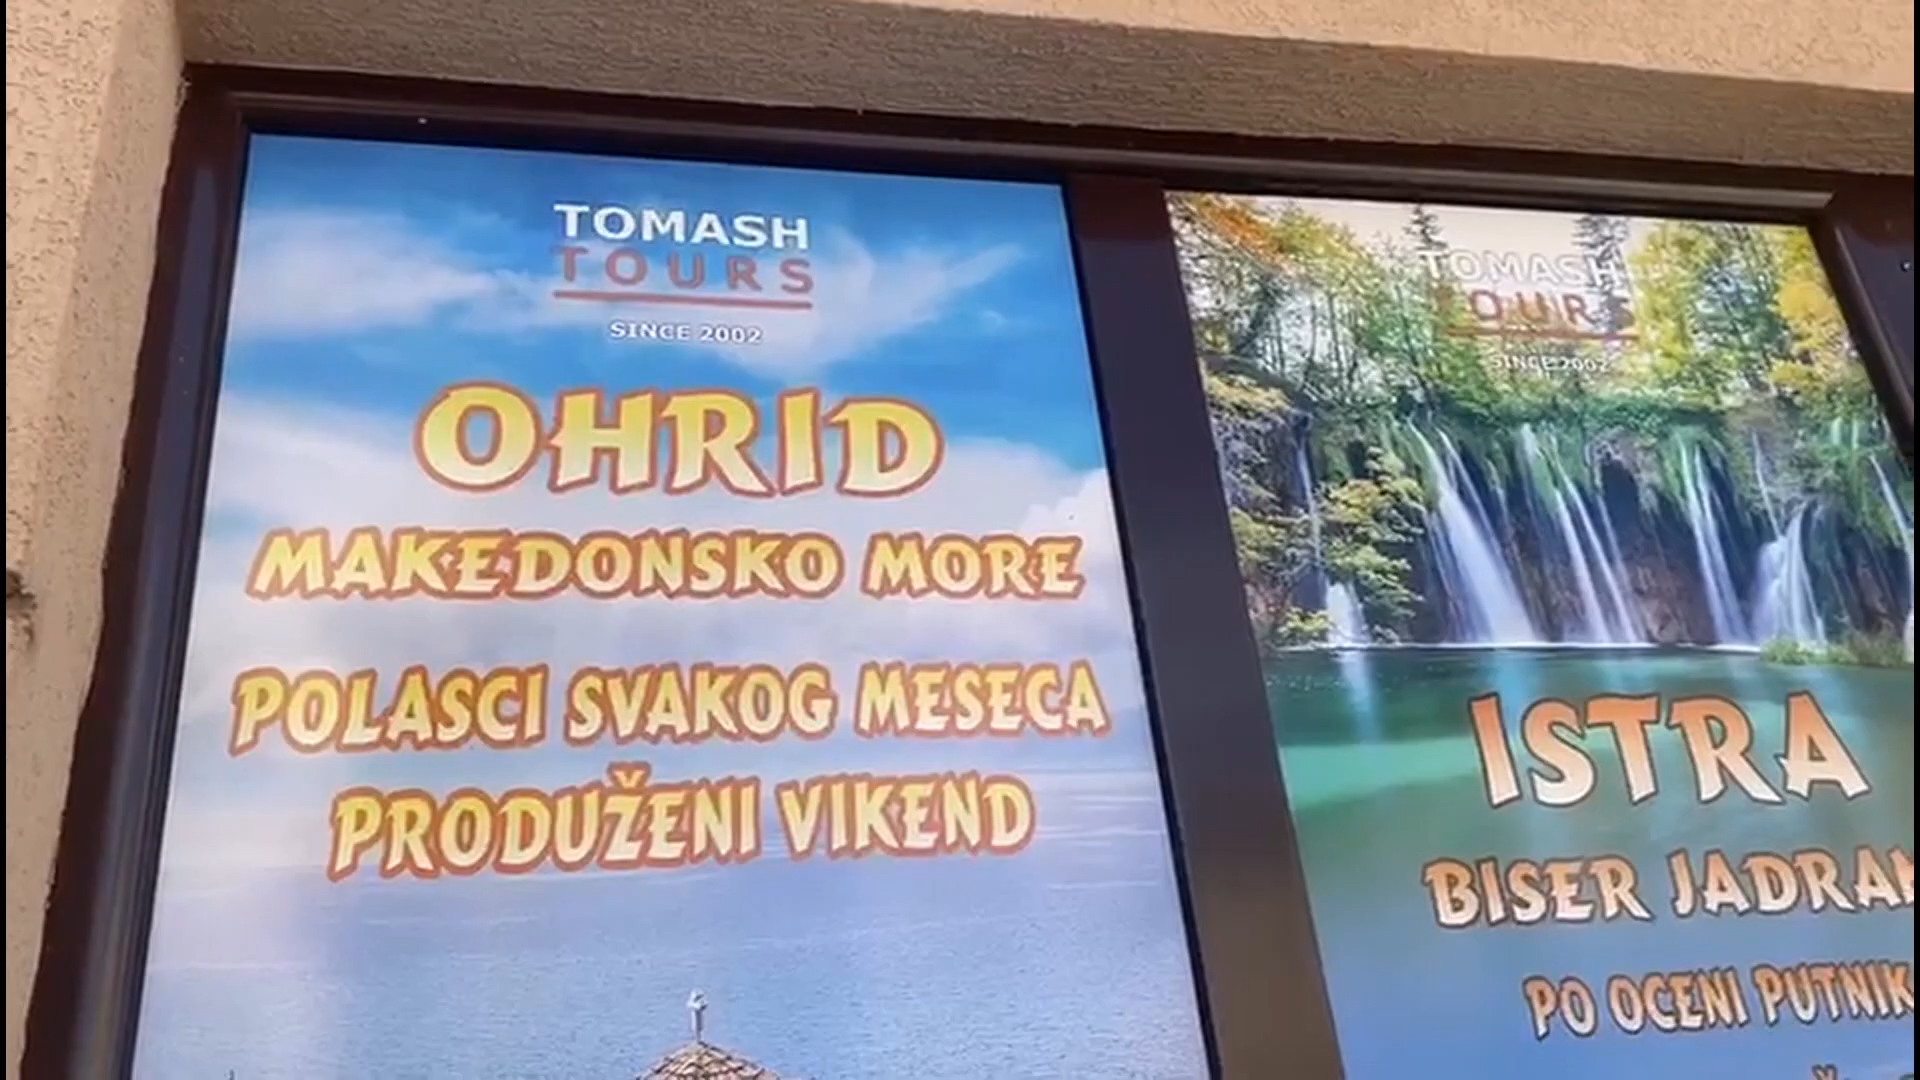 TOMASH
TOURS
SINCE 2002
OHRID
MAKEDONSKO MORE
POLASCI SVAKOG MESECA
PRODUŽENI VIKEND
TOMASH
TOURS
SINCE 2002
ISTRA
BISER JADRAN
PO OCENI PUTNIK